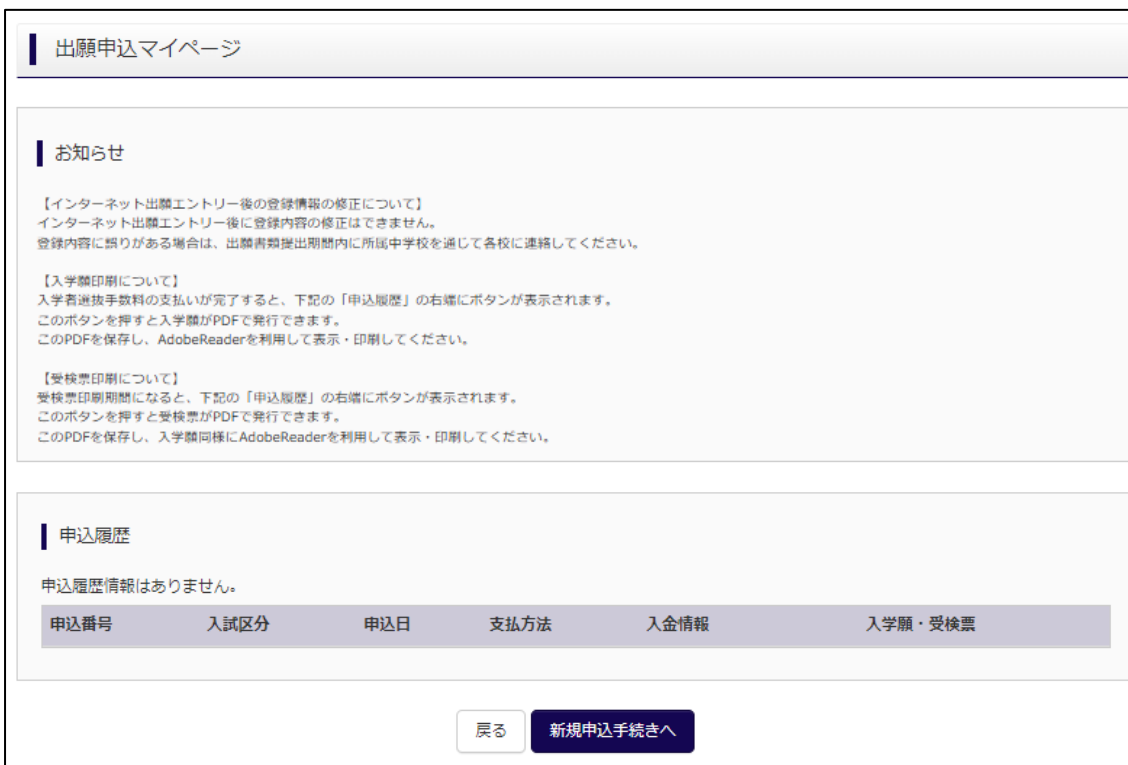 出願申込マイページ
お知らせ
【インターネット出願エントリー後の登録情報の修正について】
インターネット出願エントリー後に登録内容の修正はできません。
登録内容に誤りがある場合は、出願書類提出期間内に所属中学校を通じて各校に連絡してください。
【入学願印刷について】
入学者選抜手数料の支払いが完了すると、下記の「申込履歴」の右端にボタンが表示されます。
このボタンを押すと入学願がPDFで発行できます。
このPDFを保存し、AdobeReaderを利用して表示・印刷してください。
【受検票印刷について】
受検票印刷期間になると、下記の「申込履歴」の右端にボタンが表示されます。
このボタンを押すと受検票がPDFで発行できます。
このPDFを保存し、入学願同様にAdobeReaderを利用して表示・印刷してください。
申込履歴
申込履歴情報はありません。
申込番号 入試区分 申込日 支払方法 入金情報 入学願・受検票
戻る 新規申込手続きへ